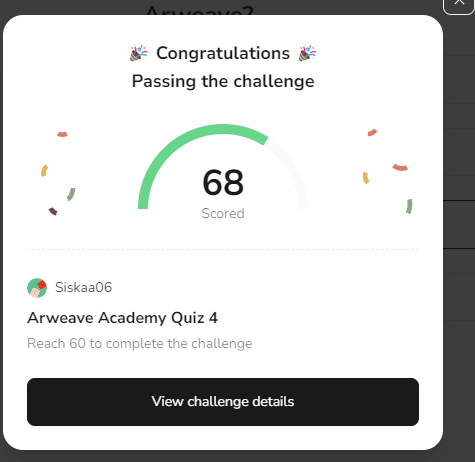 Arweave?
Congratulations
Passing the challenge
68
Scored
Siskaa06
Arweave Academy Quiz 4
Reach 60 to complete the challenge
View challenge details